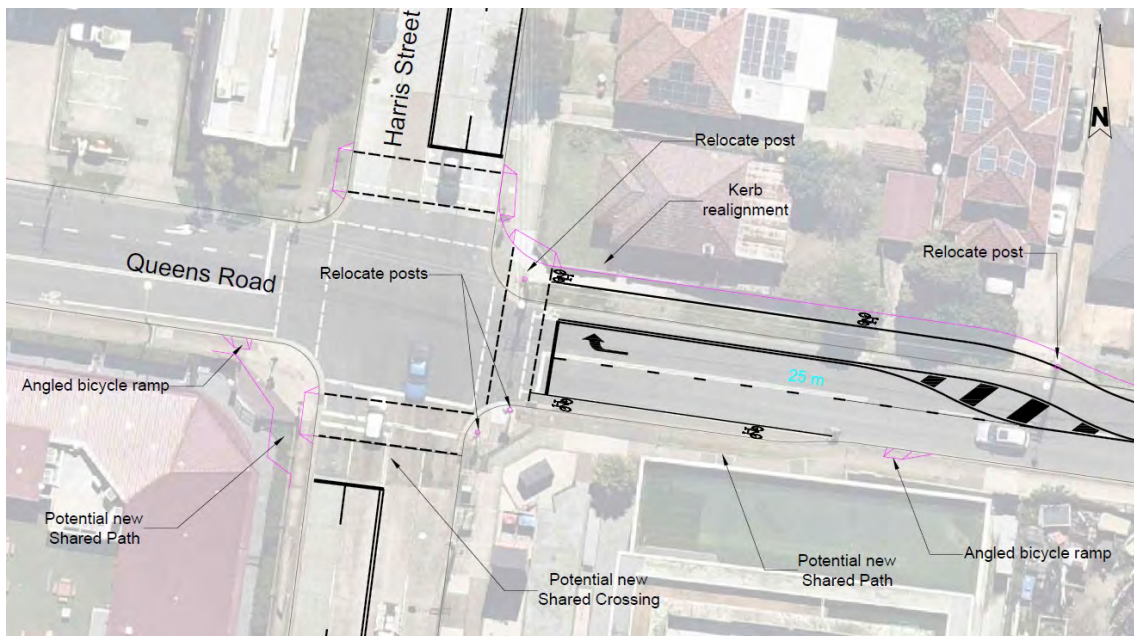 Harris Street
N
Relocate post
Kerb
realignment
Queens Road
Relocate posts
Relocate post
Angled bicycle ramp
25 m
Potential new
Shared Path
Potential new
Shared Crossing
Potential new
Shared Path
Angled bicycle ramp